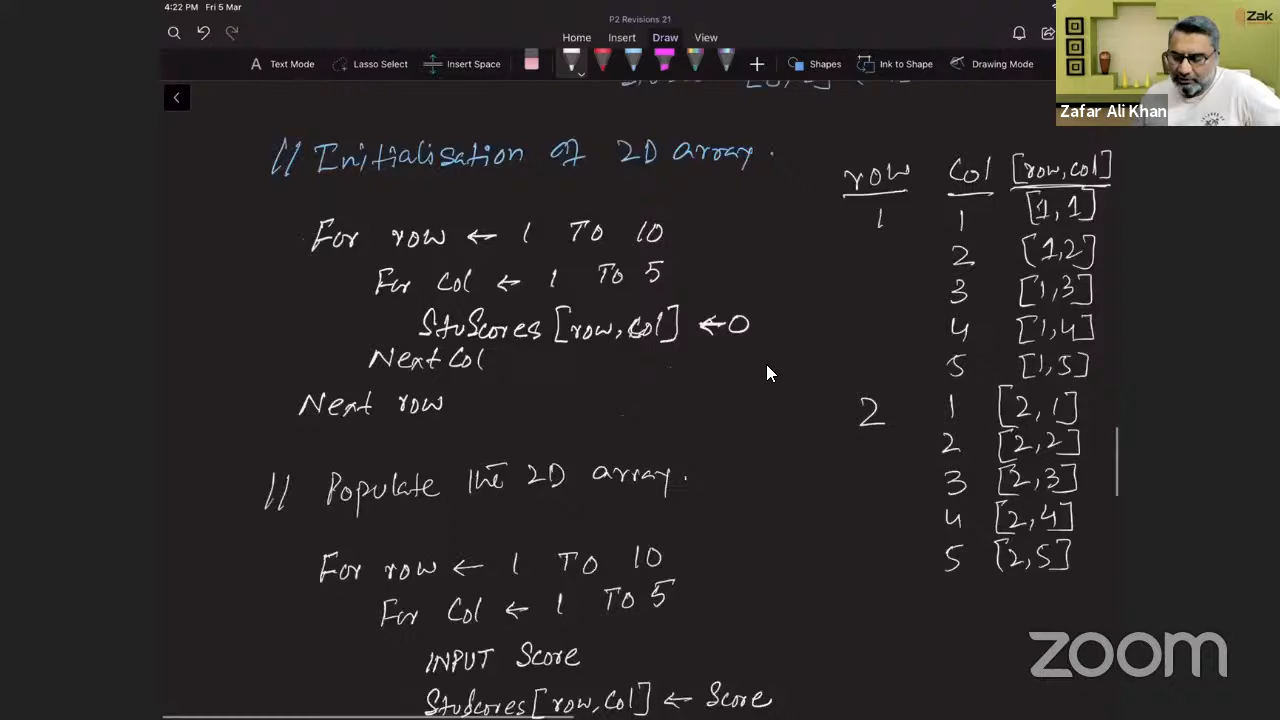 4:22 PM Fri 5 Mar
P2 Revisions 21
Home Insert Draw View
Text Mode Lasso Select Insert Space Shapes Ink to Shape Drawing Mode
Zak
Zafar Ali Khan
// Initialisation of 2D array.
For row ← 1 TO 10
For Col ← 1 TO 5
StuScores [row, Col] ← 0
Next Col
Next row
// Populate the 2D array.
For row ← 1 TO 10
For Col ← 1 TO 5
INPUT Score
StuScores [row, Col] ← Score
row Col [row, col]
1 1 [1,1]
2 [1,2]
3 [1,3]
4 [1,4]
5 [1,5]
2 1 [2,1]
2 [2,2]
3 [2,3]
4 [2,4]
5 [2,5]
zoom